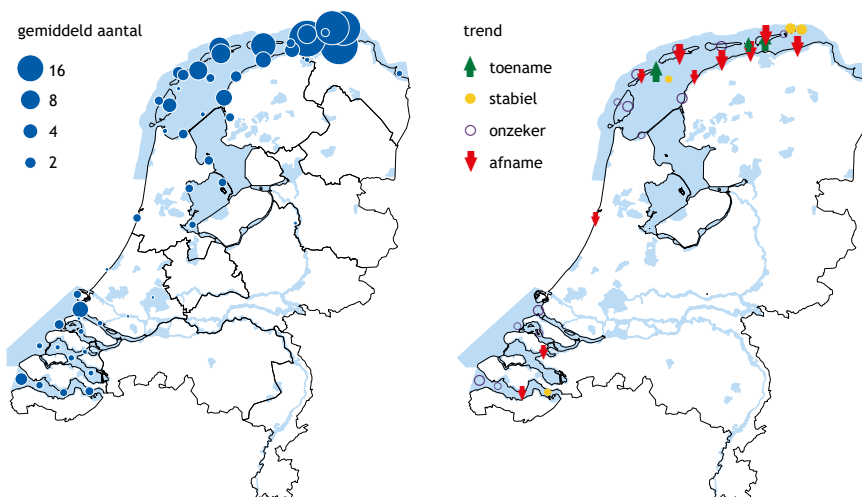 gemiddeld aantal
16
8
4
2
trend
toename
stabiel
onzeker
afname